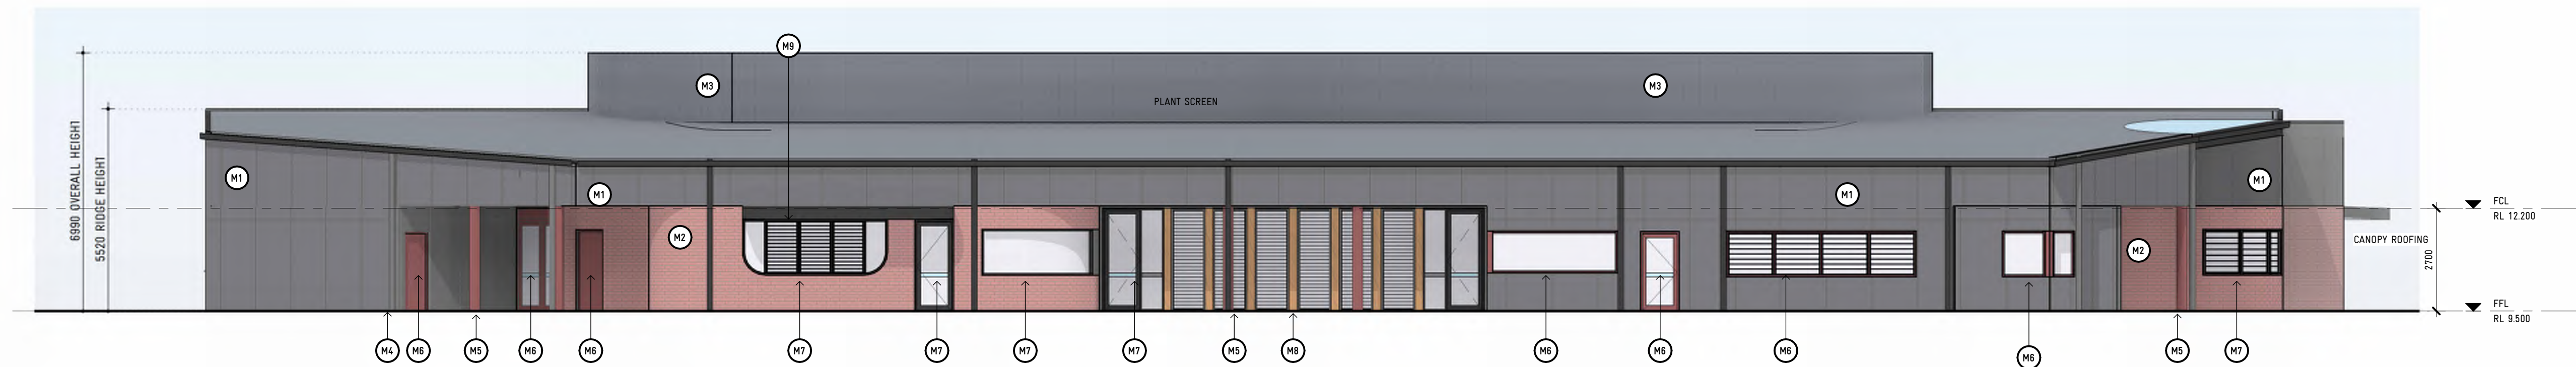 M9
M3
M3
PLANT SCREEN
6990 OVERALL HEIGHT
5520 RIDGE HEIGHT
M1
M1
M1
M1
FCL
RL 12.200
M2
M2
CANOPY ROOFING
2700
FFL
RL 9.500
M4 M6 M5 M6 M6 M7 M7 M7 M7 M5 M8 M6 M6 M6 M6 M5 M7